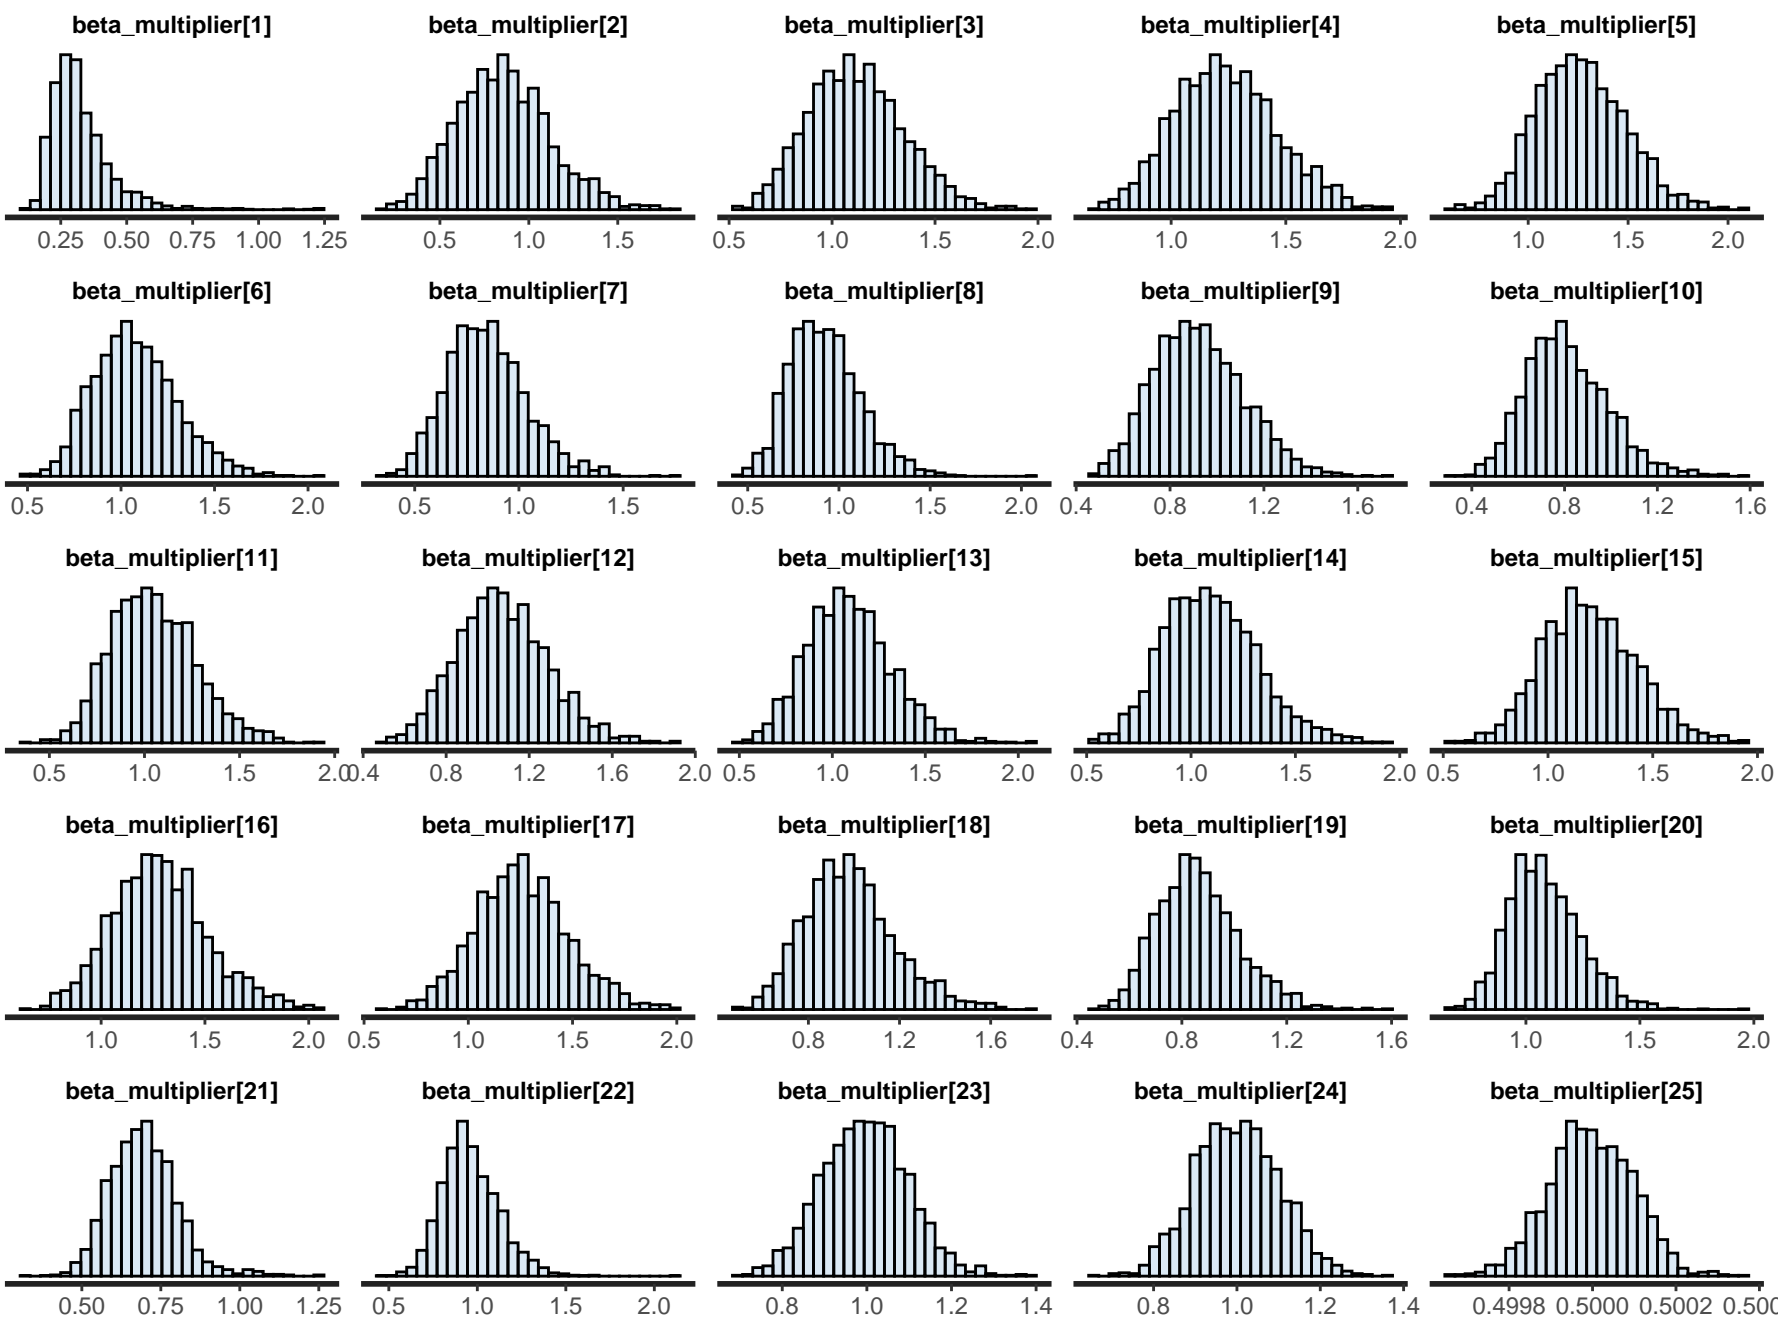 beta_multiplier[1] beta_multiplier[2] beta_multiplier[3] beta_multiplier[4] beta_multiplier[5]
0.25 0.50 0.75 1.00 1.25 0.5 1.0 1.5 0.5 1.0 1.5 2.0 1.0 1.5 2.0 1.0 1.5 2.0
beta_multiplier[6] beta_multiplier[7] beta_multiplier[8] beta_multiplier[9] beta_multiplier[10]
0.5 1.0 1.5 2.0 0.5 1.0 1.5 0.5 1.0 1.5 2.0 0.4 0.8 1.2 1.6 0.4 0.8 1.2 1.6
beta_multiplier[11] beta_multiplier[12] beta_multiplier[13] beta_multiplier[14] beta_multiplier[15]
0.5 1.0 1.5 2.0 0.4 0.8 1.2 1.6 2.0 0.5 1.0 1.5 2.0 0.5 1.0 1.5 2.0 0.5 1.0 1.5 2.0
beta_multiplier[16] beta_multiplier[17] beta_multiplier[18] beta_multiplier[19] beta_multiplier[20]
1.0 1.5 2.0 0.5 1.0 1.5 2.0 0.8 1.2 1.6 0.4 0.8 1.2 1.6 1.0 1.5 2.0
beta_multiplier[21] beta_multiplier[22] beta_multiplier[23] beta_multiplier[24] beta_multiplier[25]
0.50 0.75 1.00 1.25 0.5 1.0 1.5 2.0 0.8 1.0 1.2 1.4 0.8 1.0 1.2 1.4 0.4998 0.5000 0.5002